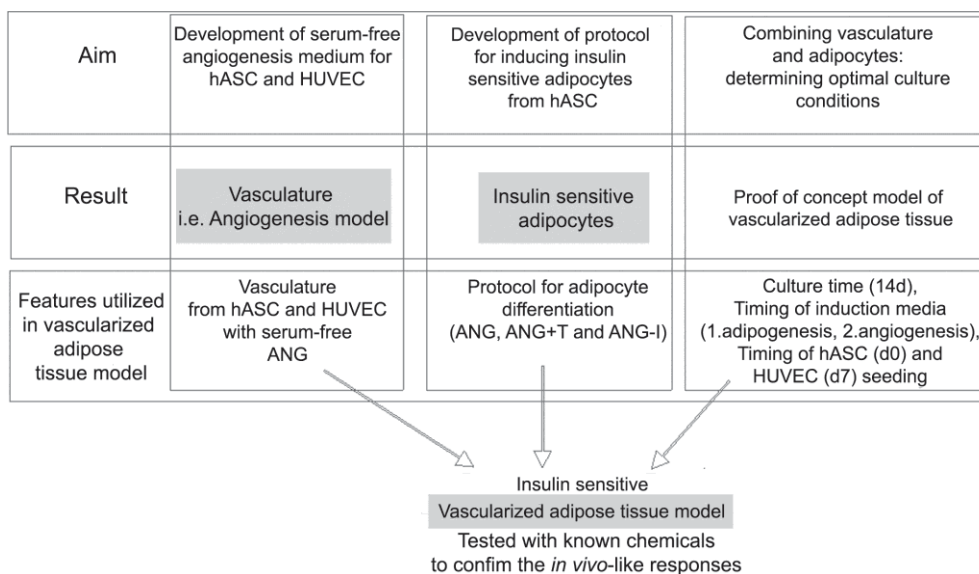 Aim
Development of serum-free
angiogenesis medium for
hASC and HUVEC
Development of protocol
for inducing insulin
sensitive adipocytes
from hASC
Combining vasculature
and adipocytes:
determining optimal culture
conditions
Result
Vasculature
i.e. Angiogenesis model
Insulin sensitive
adipocytes
Proof of concept model of
vascularized adipose tissue
Features utilized
in vascularized
adipose
tissue model
Vasculature
from hASC and HUVEC
with serum-free
ANG
Protocol for adipocyte
differentiation
(ANG, ANG+T and ANG-I)
Culture time (14d),
Timing of induction media
(1.adipogenesis, 2.angiogenesis),
Timing of hASC (d0) and
HUVEC (d7) seeding
Insulin sensitive
Vascularized adipose tissue model
Tested with known chemicals
to confim the in vivo-like responses